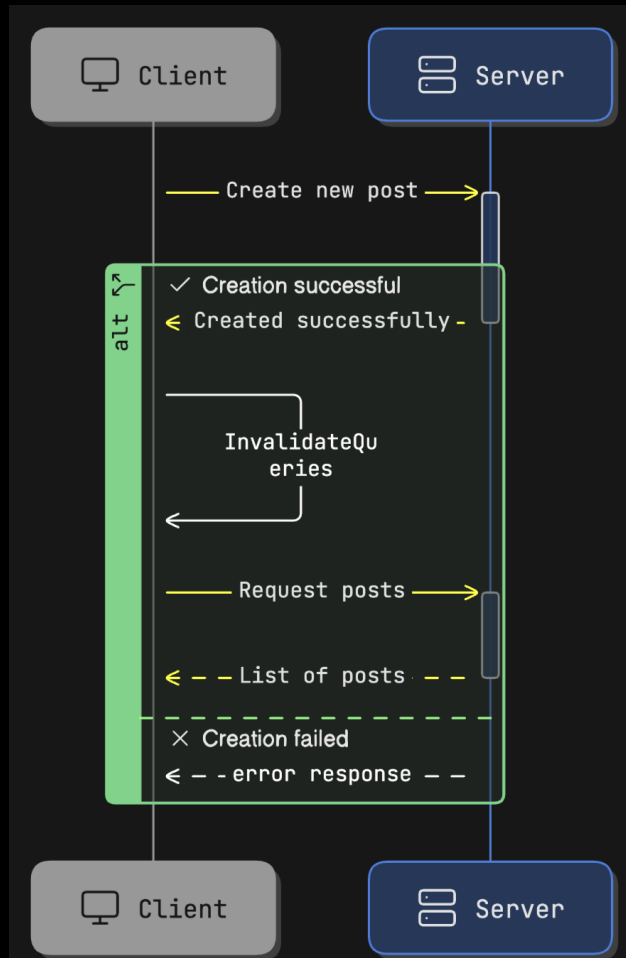 Client
Server
Create new post
alt
Creation successful
Created successfully
InvalidateQu
eries
Request posts
List of posts
Creation failed
error response
Client
Server